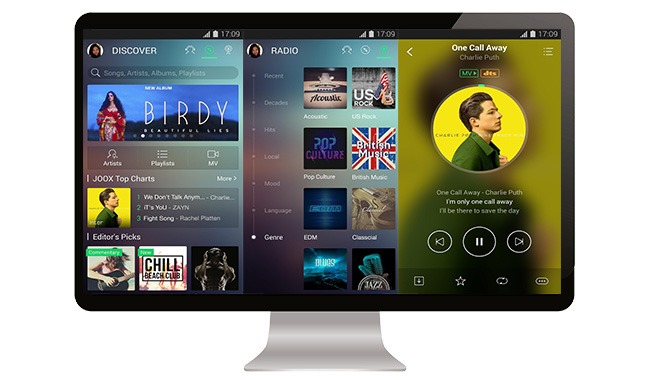 17:09
DISCOVER
Songs, Artists, Albums, Playlists
NEW ALBUM
BIRDY
BEAUTIFUL LIES
Artists
Playlists
MV
JOOX Top Charts
More >
1 We Don't Talk Anym... - Charlie...
2 iT's YoU - ZAYN
3 Fight Song - Rachel Platten
Editor's Picks
Commentary
New
CHILL
BEACH CLUB
17:09
RADIO
Recent
Decades
Hits
Local
Mood
Language
Genre
Acoustic
Acoustic
US
ROCK
US Rock
POP
CULTURE
Pop Culture
British
Music
British Music
EDM
EDM
Classical
Classcial
BLUES
JAZZ
17:09
One Call Away
Charlie Puth
MV
dts
CHARLIE PUTH
One Call Away - Charlie Puth
I'm only one call away
I'll be there to save the day